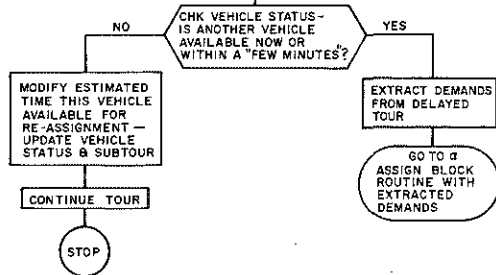 CHK VEHICLE STATUS-
IS ANOTHER VEHICLE
AVAILABLE NOW OR
WITHIN A "FEW MINUTES"?
NO
YES
MODIFY ESTIMATED
TIME THIS VEHICLE
AVAILABLE FOR
RE-ASSIGNMENT —
UPDATE VEHICLE
STATUS & SUBTOUR
CONTINUE TOUR
STOP
EXTRACT DEMANDS
FROM DELAYED
TOUR
GO TO α
ASSIGN BLOCK
ROUTINE WITH
EXTRACTED
DEMANDS